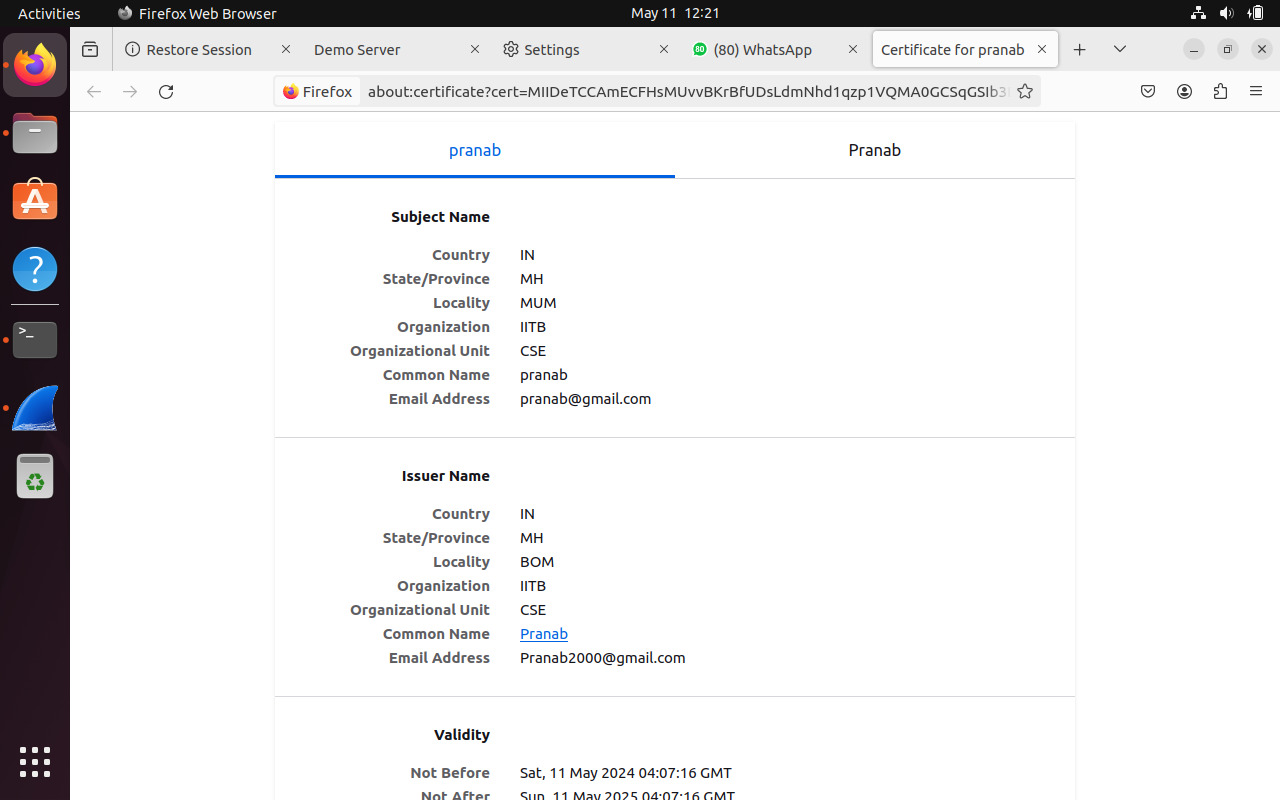 Activities Firefox Web Browser May 11 12:21
Restore Session Demo Server Settings 80 (80) WhatsApp Certificate for pranab
Firefox about:certificate?cert=MIIDeTCCAmECFHsMUvvBKrBfUDsLdmNhd1qzp1VQMA0GCSqGSIb3
pranab Pranab
Subject Name
Country IN
State/Province MH
Locality MUM
Organization IITB
Organizational Unit CSE
Common Name pranab
Email Address pranab@gmail.com
Issuer Name
Country IN
State/Province MH
Locality BOM
Organization IITB
Organizational Unit CSE
Common Name Pranab
Email Address Pranab2000@gmail.com
Validity
Not Before Sat, 11 May 2024 04:07:16 GMT
Not After Sun, 11 May 2025 04:07:16 GMT